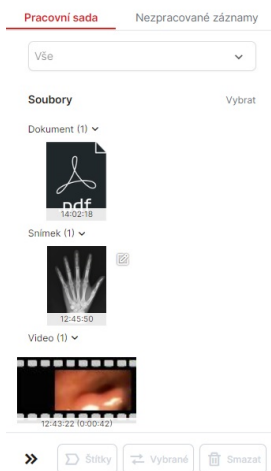 Pracovní sada
Nezpracované záznamy
Vše
Soubory
Vybrat
Dokument (1)
pdf
14:02:18
Snímek (1)
12:45:50
Video (1)
12:43:22 (0:00:42)
Štítky
Vybrané
Smazat